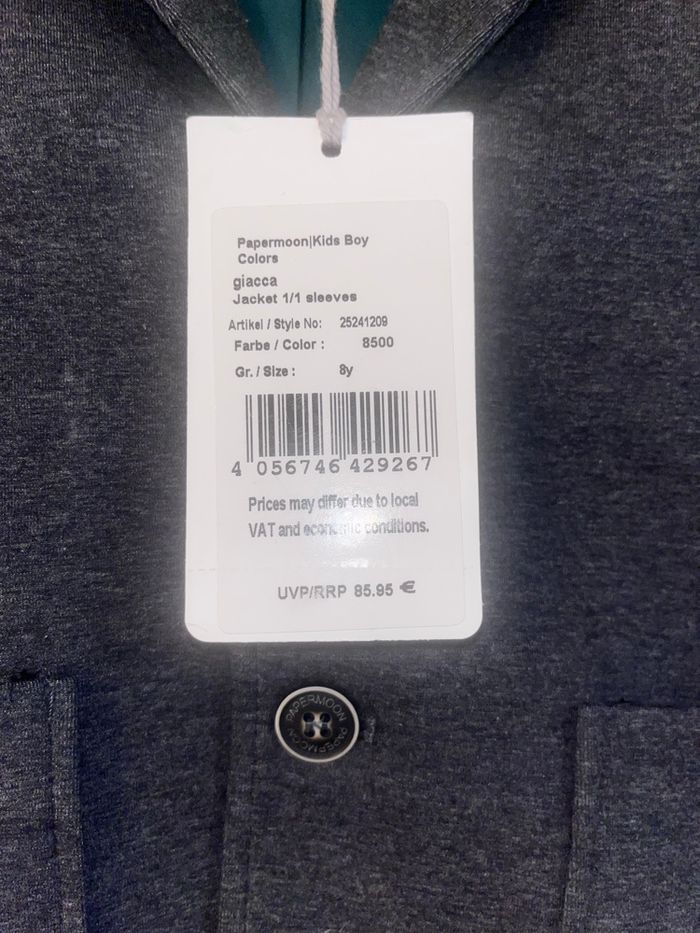 Papermoon|Kids Boy
Colors
giacca
Jacket 1/1 sleeves
Artikel / Style No: 25241209
Farbe / Color : 8500
Gr. / Size : 8y
4 056746 429267
Prices may differ due to local
VAT and economic conditions.
UVP/RRP 85.95 €
PAPERMOON
PAPERMOON